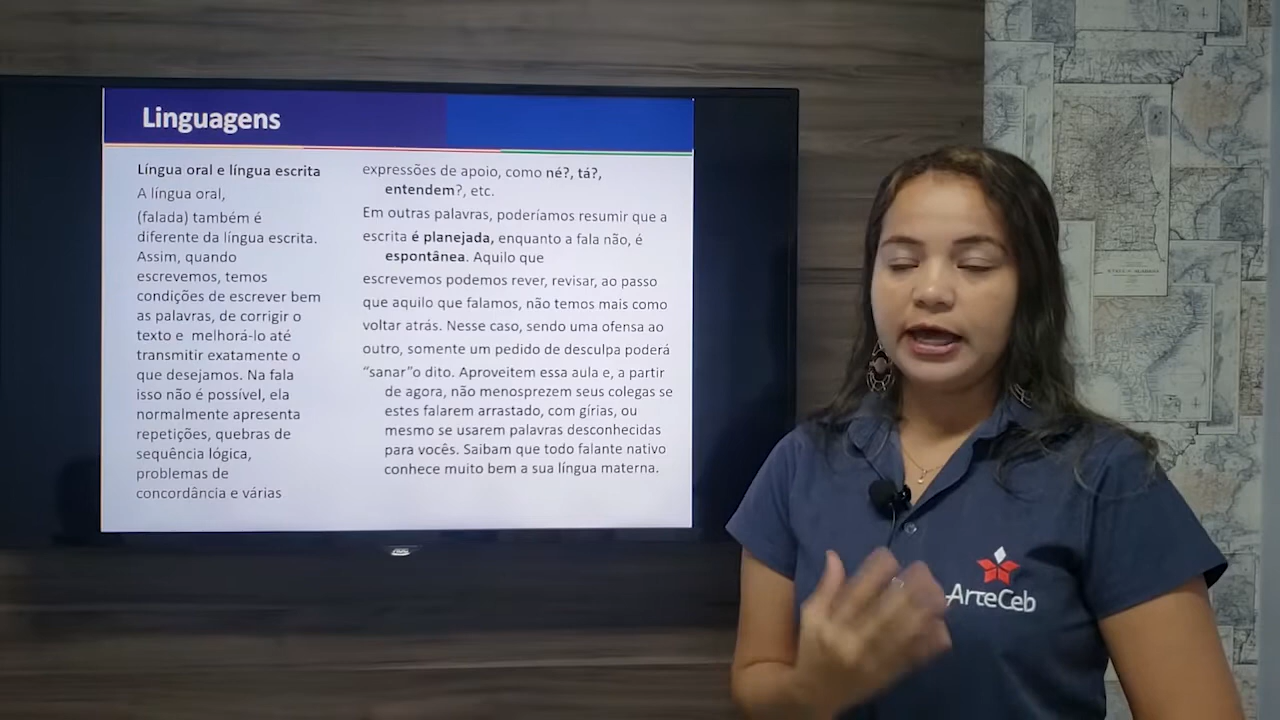 Linguagens
Língua oral e língua escrita
A língua oral,
(falada) também é
diferente da língua escrita.
Assim, quando
escrevemos, temos
condições de escrever bem
as palavras, de corrigir o
texto e melhorá-lo até
transmitir exatamente o
que desejamos. Na fala
isso não é possível, ela
normalmente apresenta
repetições, quebras de
sequência lógica,
problemas de
concordância e várias
expressões de apoio, como né?, tá?,
entendem?, etc.
Em outras palavras, poderíamos resumir que a
escrita é planejada, enquanto a fala não, é
espontânea. Aquilo que
escrevemos podemos rever, revisar, ao passo
que aquilo que falamos, não temos mais como
voltar atrás. Nesse caso, sendo uma ofensa ao
outro, somente um pedido de desculpa poderá
“sanar”o dito. Aproveitem essa aula e, a partir
de agora, não menosprezem seus colegas se
estes falarem arrastado, com gírias, ou
mesmo se usarem palavras desconhecidas
para vocês. Saibam que todo falante nativo
conhece muito bem a sua língua materna.
ArteCeb